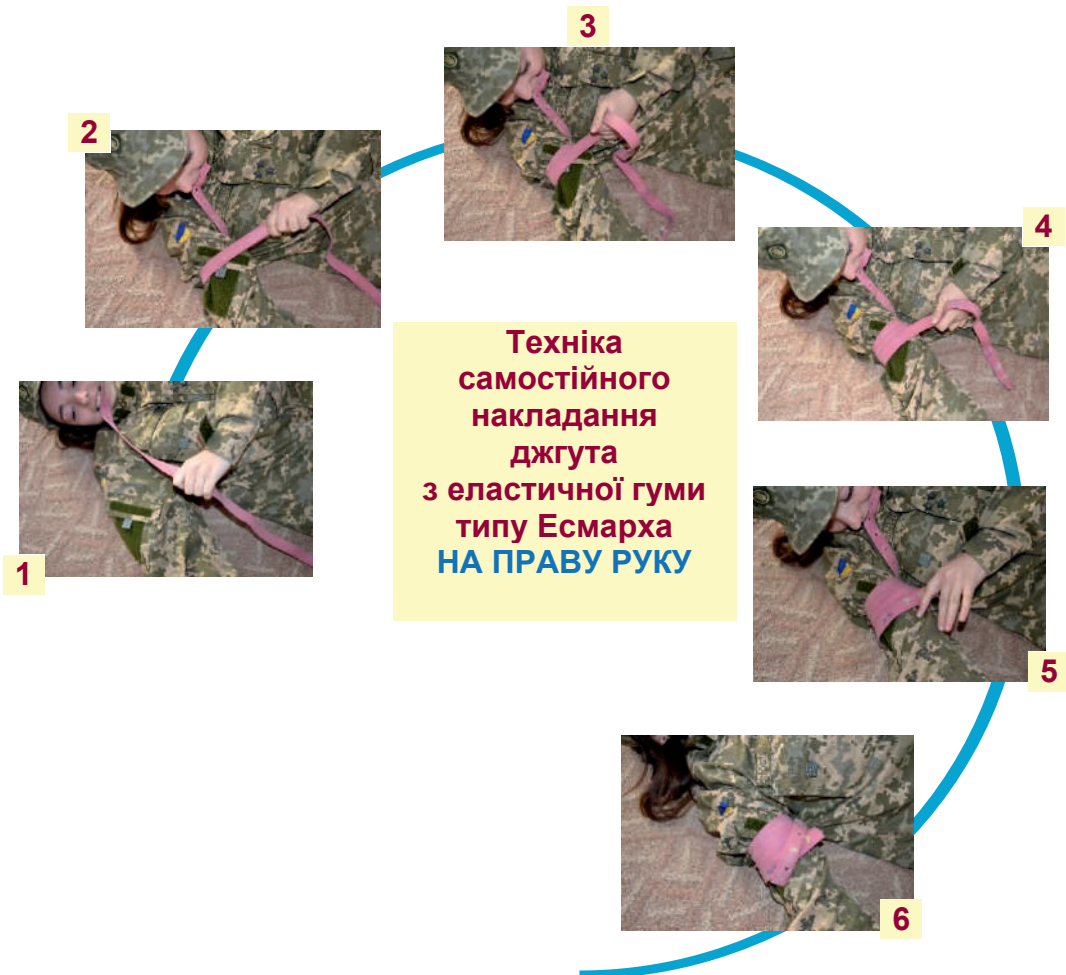 3
2
4
Техніка
самостійного
накладання
джгута
з еластичної гуми
типу Есмарха
НА ПРАВУ РУКУ
1
5
6